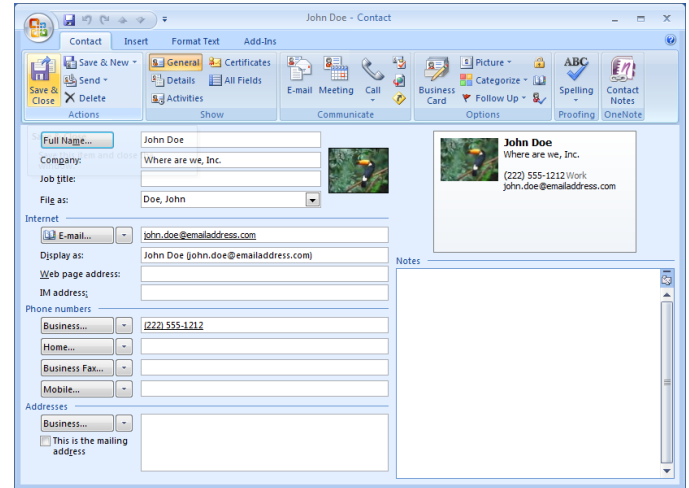 John Doe - Contact
Contact Insert Format Text Add-Ins
Save & Close
Save & New
Send
Delete
Actions
General
Details
Activities
Certificates
All Fields
Show
E-mail Meeting Call
Communicate
Business Card
Picture
Categorize
Follow Up
Options
ABC
Spelling
Proofing
Contact Notes
OneNote
Full Name... John Doe
Company: Where are we, Inc.
Job title:
File as: Doe, John
Internet
E-mail... john.doe@emailaddress.com
Display as: John Doe (john.doe@emailaddress.com)
Web page address:
IM address:
Phone numbers
Business... (222) 555-1212
Home...
Business Fax...
Mobile...
Addresses
Business...
This is the mailing
address
John Doe
Where are we, Inc.
(222) 555-1212 Work
john.doe@emailaddress.com
Notes